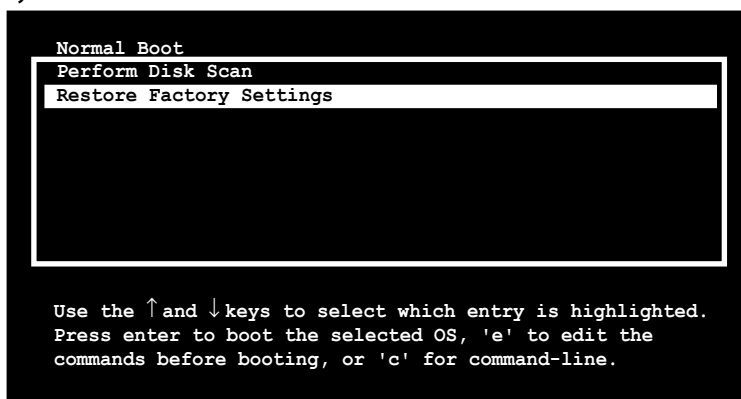 Normal Boot
Perform Disk Scan
Restore Factory Settings
Use the ↑ and ↓ keys to select which entry is highlighted.
Press enter to boot the selected OS, 'e' to edit the
commands before booting, or 'c' for command-line.